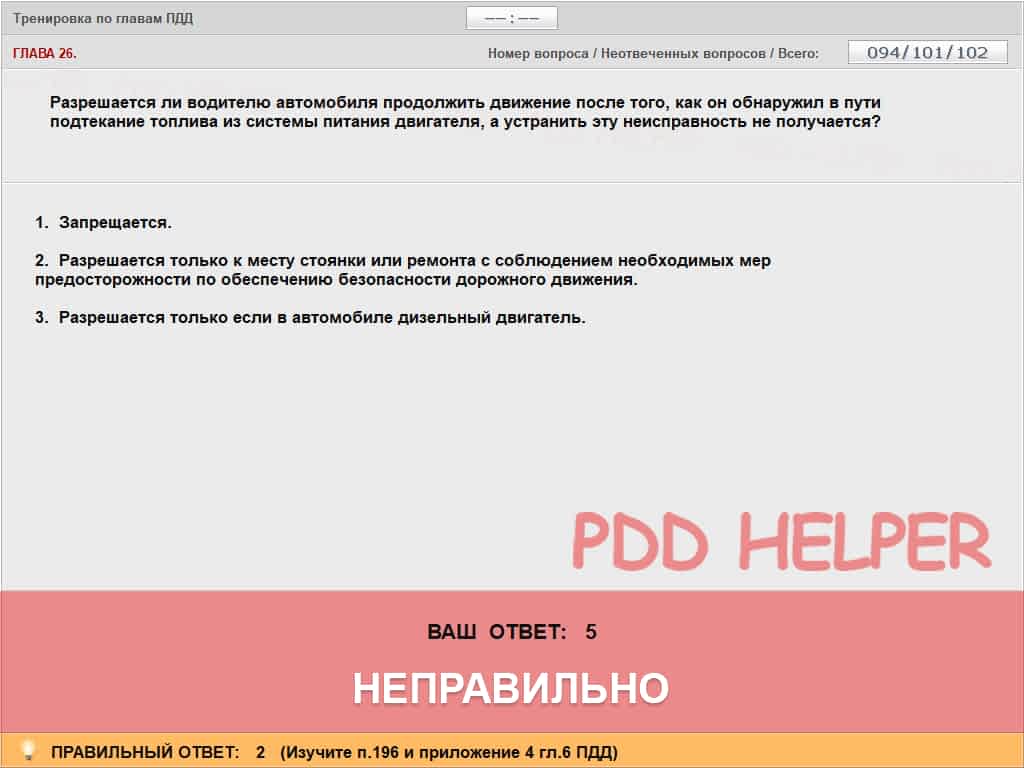 Тренировка по главам ПДД
—— : ——
ГЛАВА 26.
Номер вопроса / Неотвеченных вопросов / Всего: 094/101/102
Разрешается ли водителю автомобиля продолжить движение после того, как он обнаружил в пути
подтекание топлива из системы питания двигателя, а устранить эту неисправность не получается?
1. Запрещается.
2. Разрешается только к месту стоянки или ремонта с соблюдением необходимых мер
предосторожности по обеспечению безопасности дорожного движения.
3. Разрешается только если в автомобиле дизельный двигатель.
PDD HELPER
ВАШ ОТВЕТ: 5
НЕПРАВИЛЬНО
ПРАВИЛЬНЫЙ ОТВЕТ: 2 (Изучите п.196 и приложение 4 гл.6 ПДД)